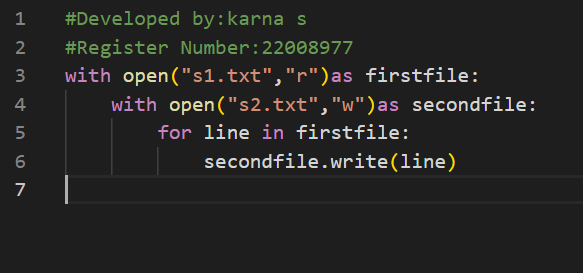 1 #Developed by:karna s
2 #Register Number:22008977
3 with open("s1.txt","r")as firstfile:
4     with open("s2.txt","w")as secondfile:
5         for line in firstfile:
6             secondfile.write(line)
7